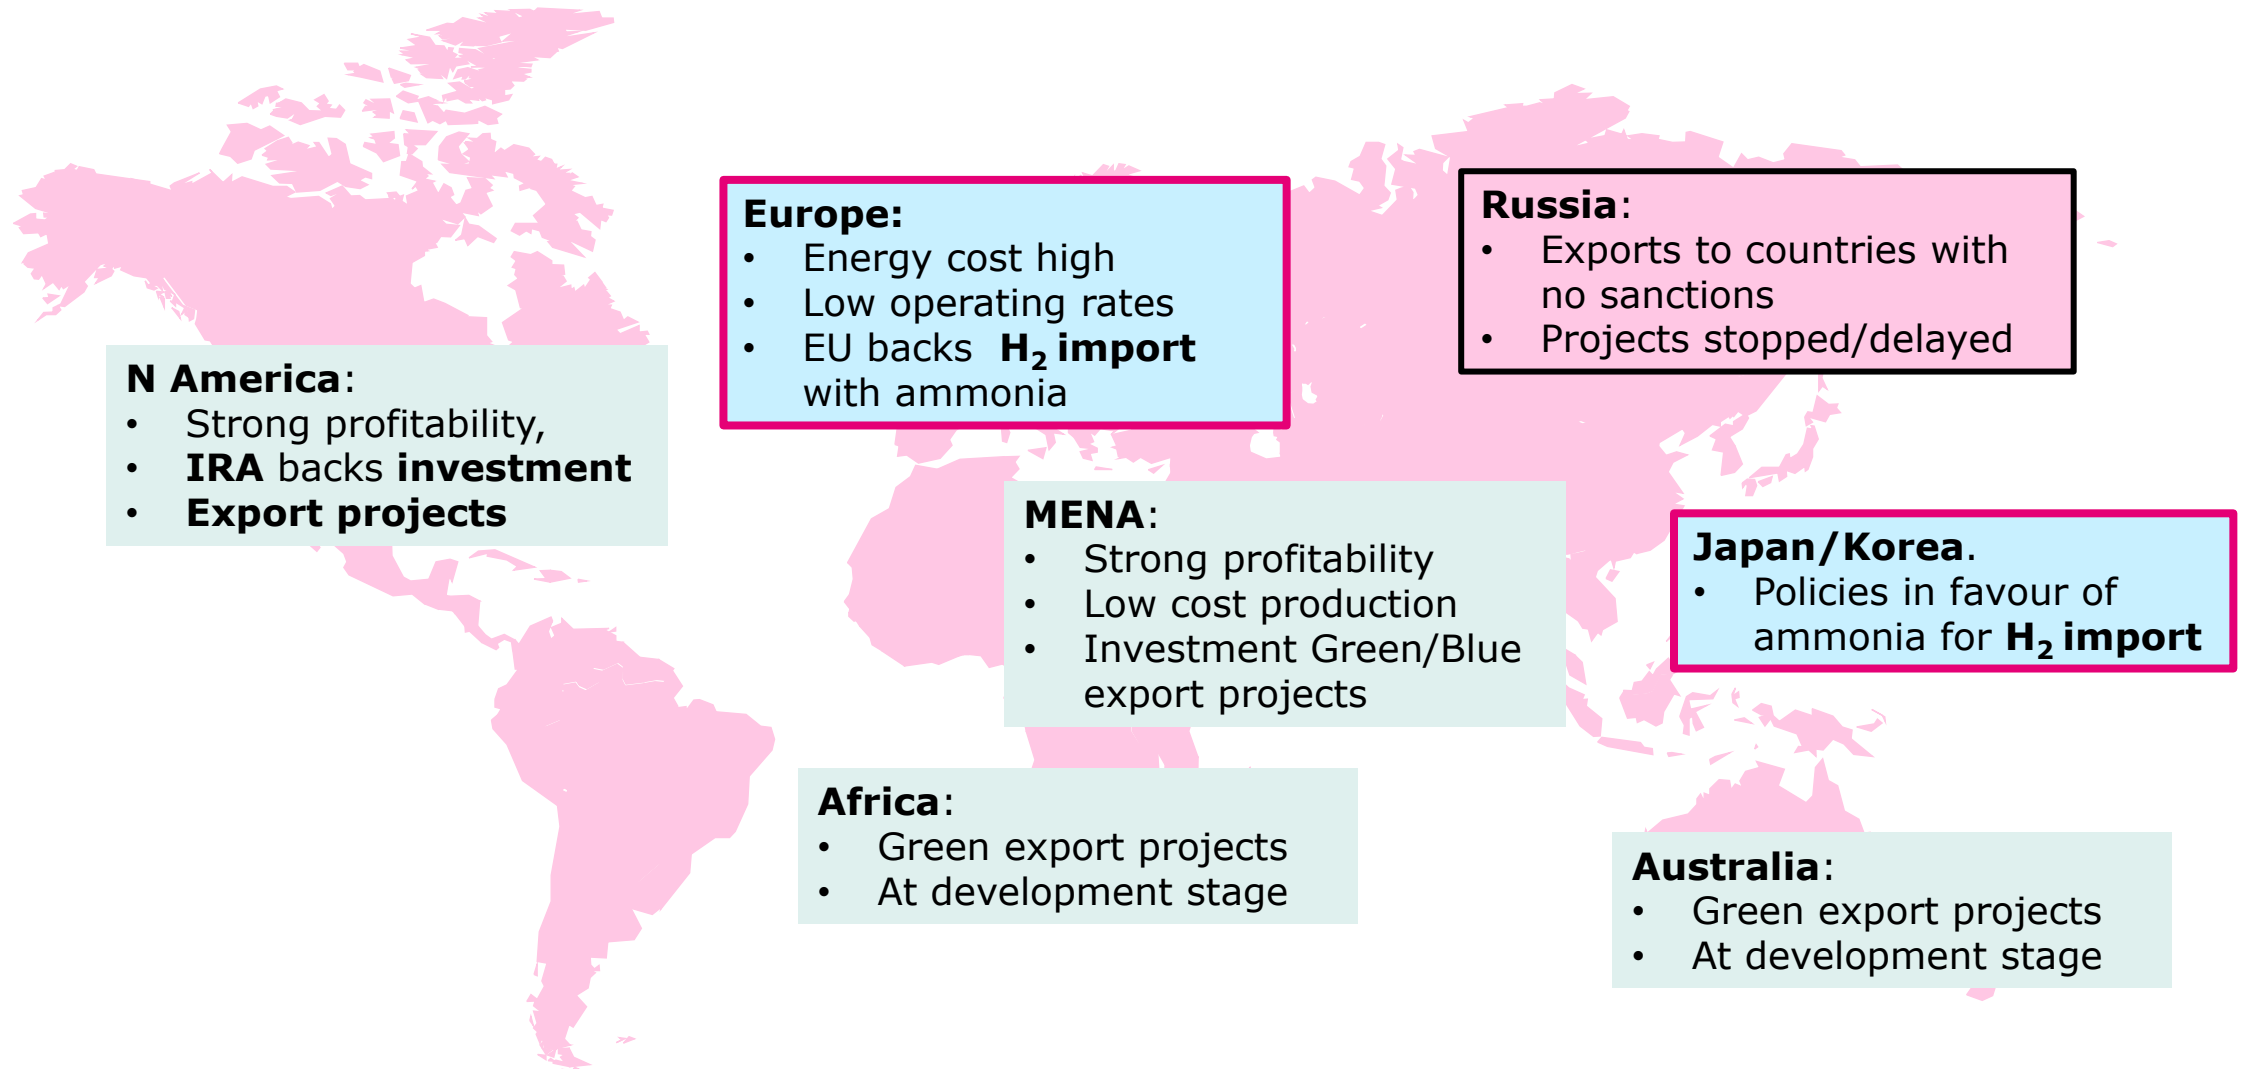 Europe:
• Energy cost high
• Low operating rates
• EU backs H₂ import
with ammonia
Russia:
• Exports to countries with
no sanctions
• Projects stopped/delayed
N America:
• Strong profitability,
• IRA backs investment
• Export projects
MENA:
• Strong profitability
• Low cost production
• Investment Green/Blue
export projects
Japan/Korea.
• Policies in favour of
ammonia for H₂ import
Africa:
• Green export projects
• At development stage
Australia:
• Green export projects
• At development stage